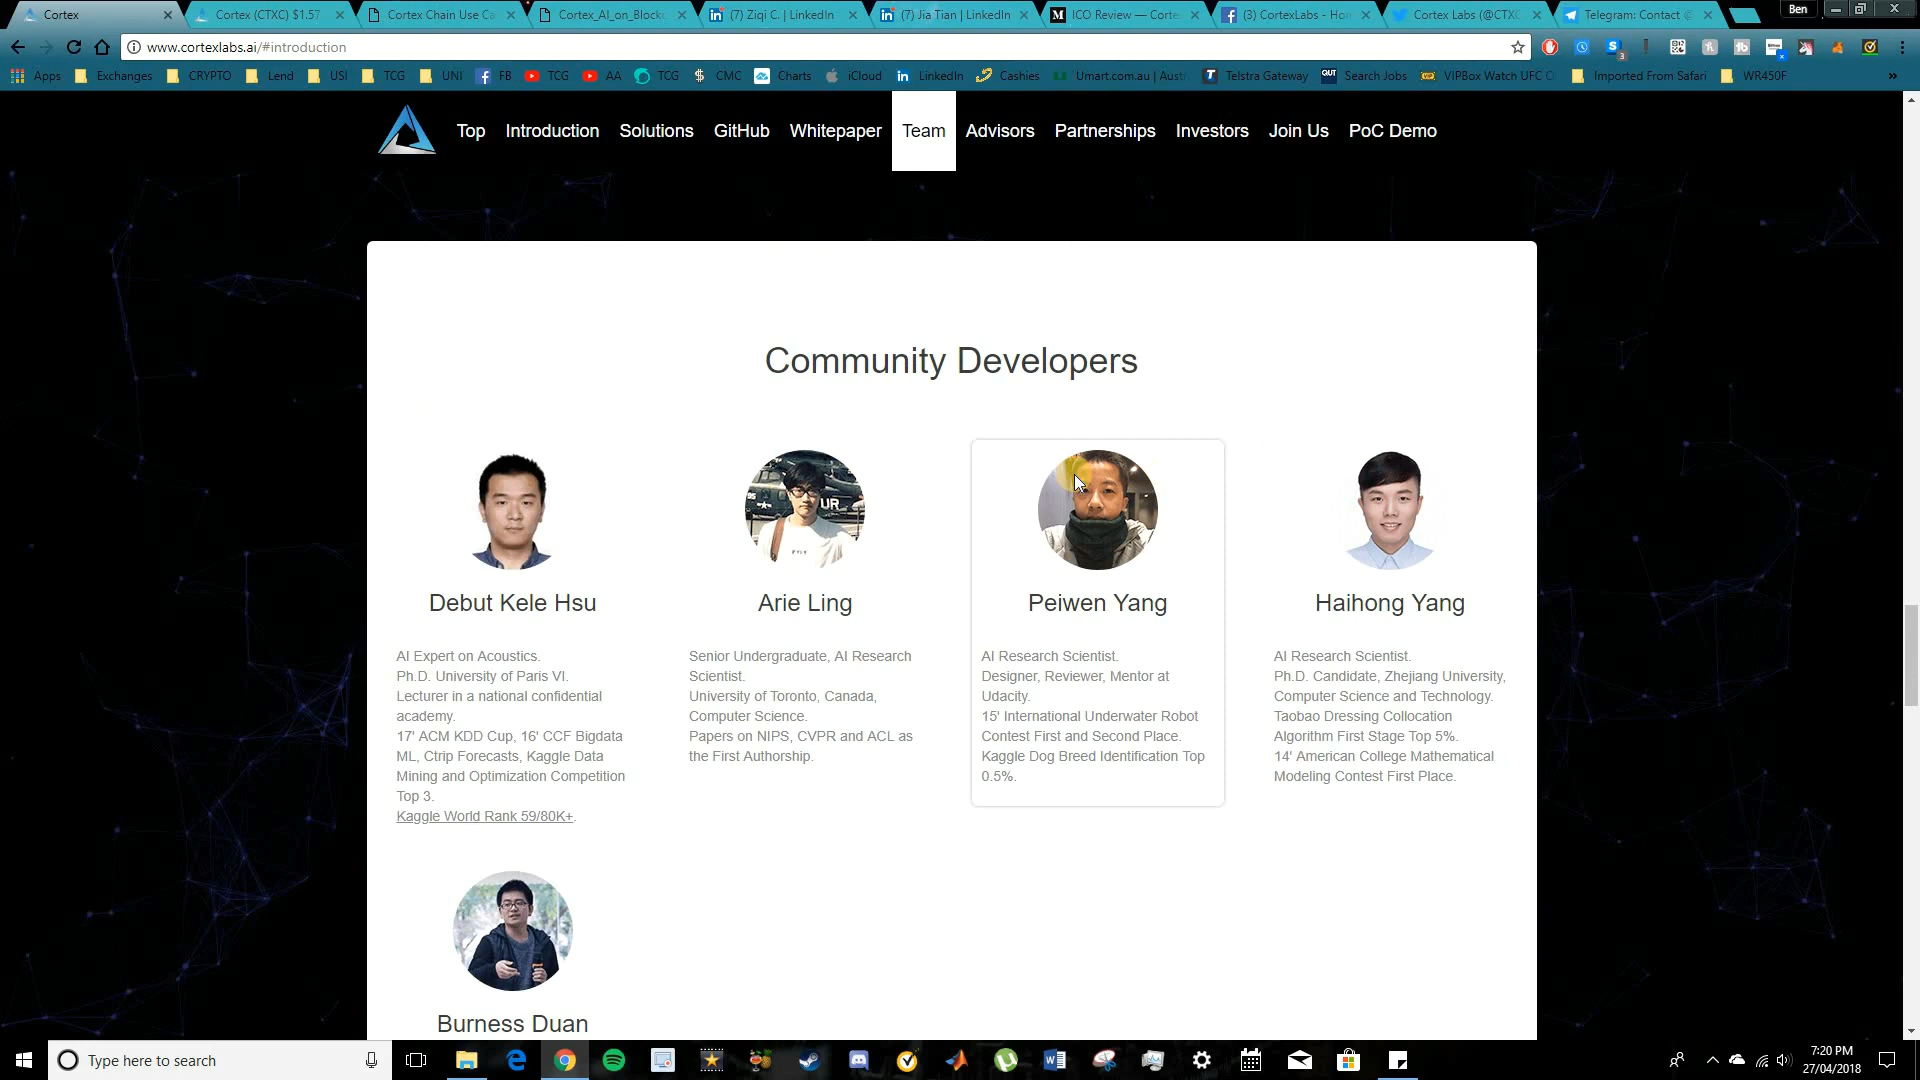 Cortex
Cortex (CTXC) $1.57
Cortex Chain Use Ca
Cortex_AI_on_Block
(7) Ziqi C. | LinkedIn
(7) Jia Tian | LinkedIn
ICO Review — Corte
(3) CortexLabs - Hom
Cortex Labs (@CTXC
Telegram: Contact @
Ben
www.cortexlabs.ai/#introduction
Apps
Exchanges
CRYPTO
Lend
USI
TCG
UNI
FB
TCG
AA
TCG
CMC
Charts
iCloud
LinkedIn
Cashies
Umart.com.au | Aust
Telstra Gateway
Search Jobs
VIPBox Watch UFC
Imported From Safari
WR450F
Top
Introduction
Solutions
GitHub
Whitepaper
Team
Advisors
Partnerships
Investors
Join Us
PoC Demo
Community Developers
UR
Debut Kele Hsu
AI Expert on Acoustics.
Ph.D. University of Paris VI.
Lecturer in a national confidential
academy.
17' ACM KDD Cup, 16' CCF Bigdata
ML, Ctrip Forecasts, Kaggle Data
Mining and Optimization Competition
Top 3.
Kaggle World Rank 59/80K+.
Arie Ling
Senior Undergraduate, AI Research
Scientist.
University of Toronto, Canada,
Computer Science.
Papers on NIPS, CVPR and ACL as
the First Authorship.
Peiwen Yang
AI Research Scientist.
Designer, Reviewer, Mentor at
Udacity.
15' International Underwater Robot
Contest First and Second Place.
Kaggle Dog Breed Identification Top
0.5%.
Haihong Yang
AI Research Scientist.
Ph.D. Candidate, Zhejiang University,
Computer Science and Technology.
Taobao Dressing Collocation
Algorithm First Stage Top 5%.
14' American College Mathematical
Modeling Contest First Place.
Burness Duan
Type here to search
7:20 PM
27/04/2018